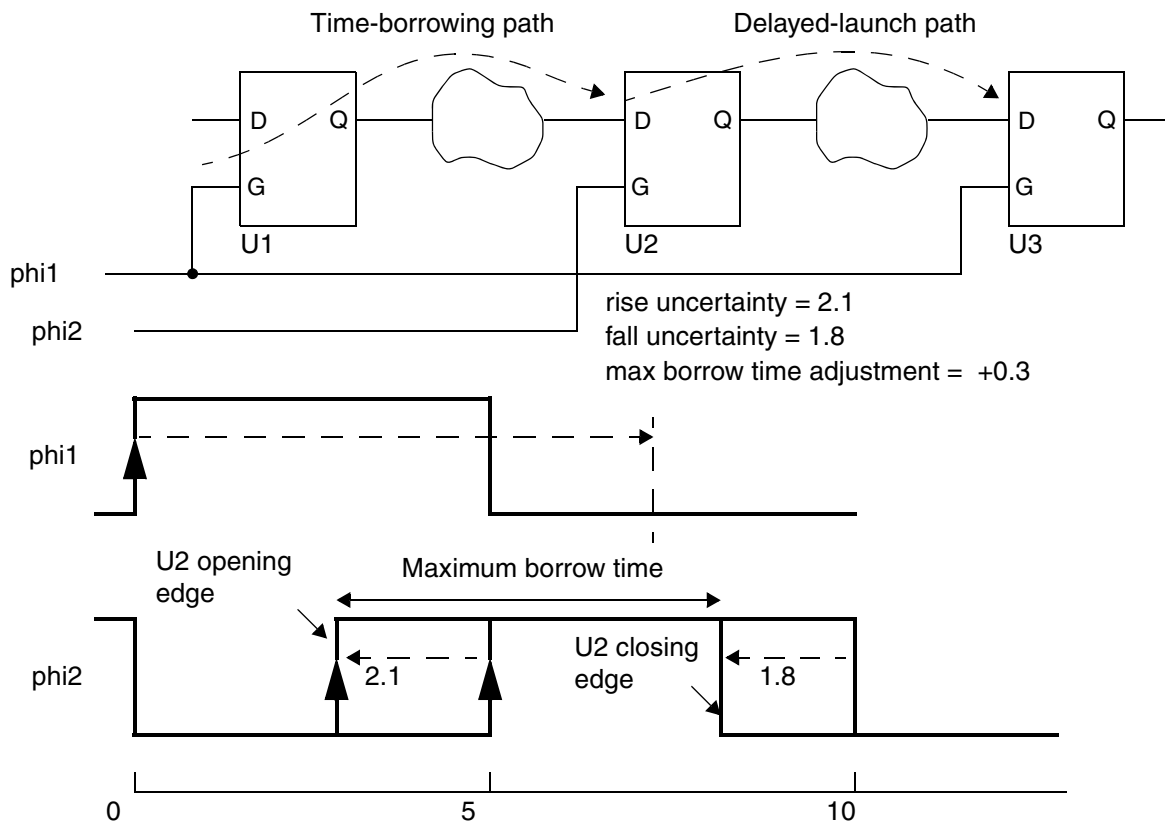 Time-borrowing path
Delayed-launch path
D Q
D Q
D Q
G
G
G
U1
U2
U3
phi1
phi2
rise uncertainty = 2.1
fall uncertainty = 1.8
max borrow time adjustment = +0.3
phi1
U2 opening
edge
Maximum borrow time
U2 closing
edge
phi2
2.1
1.8
0
5
10